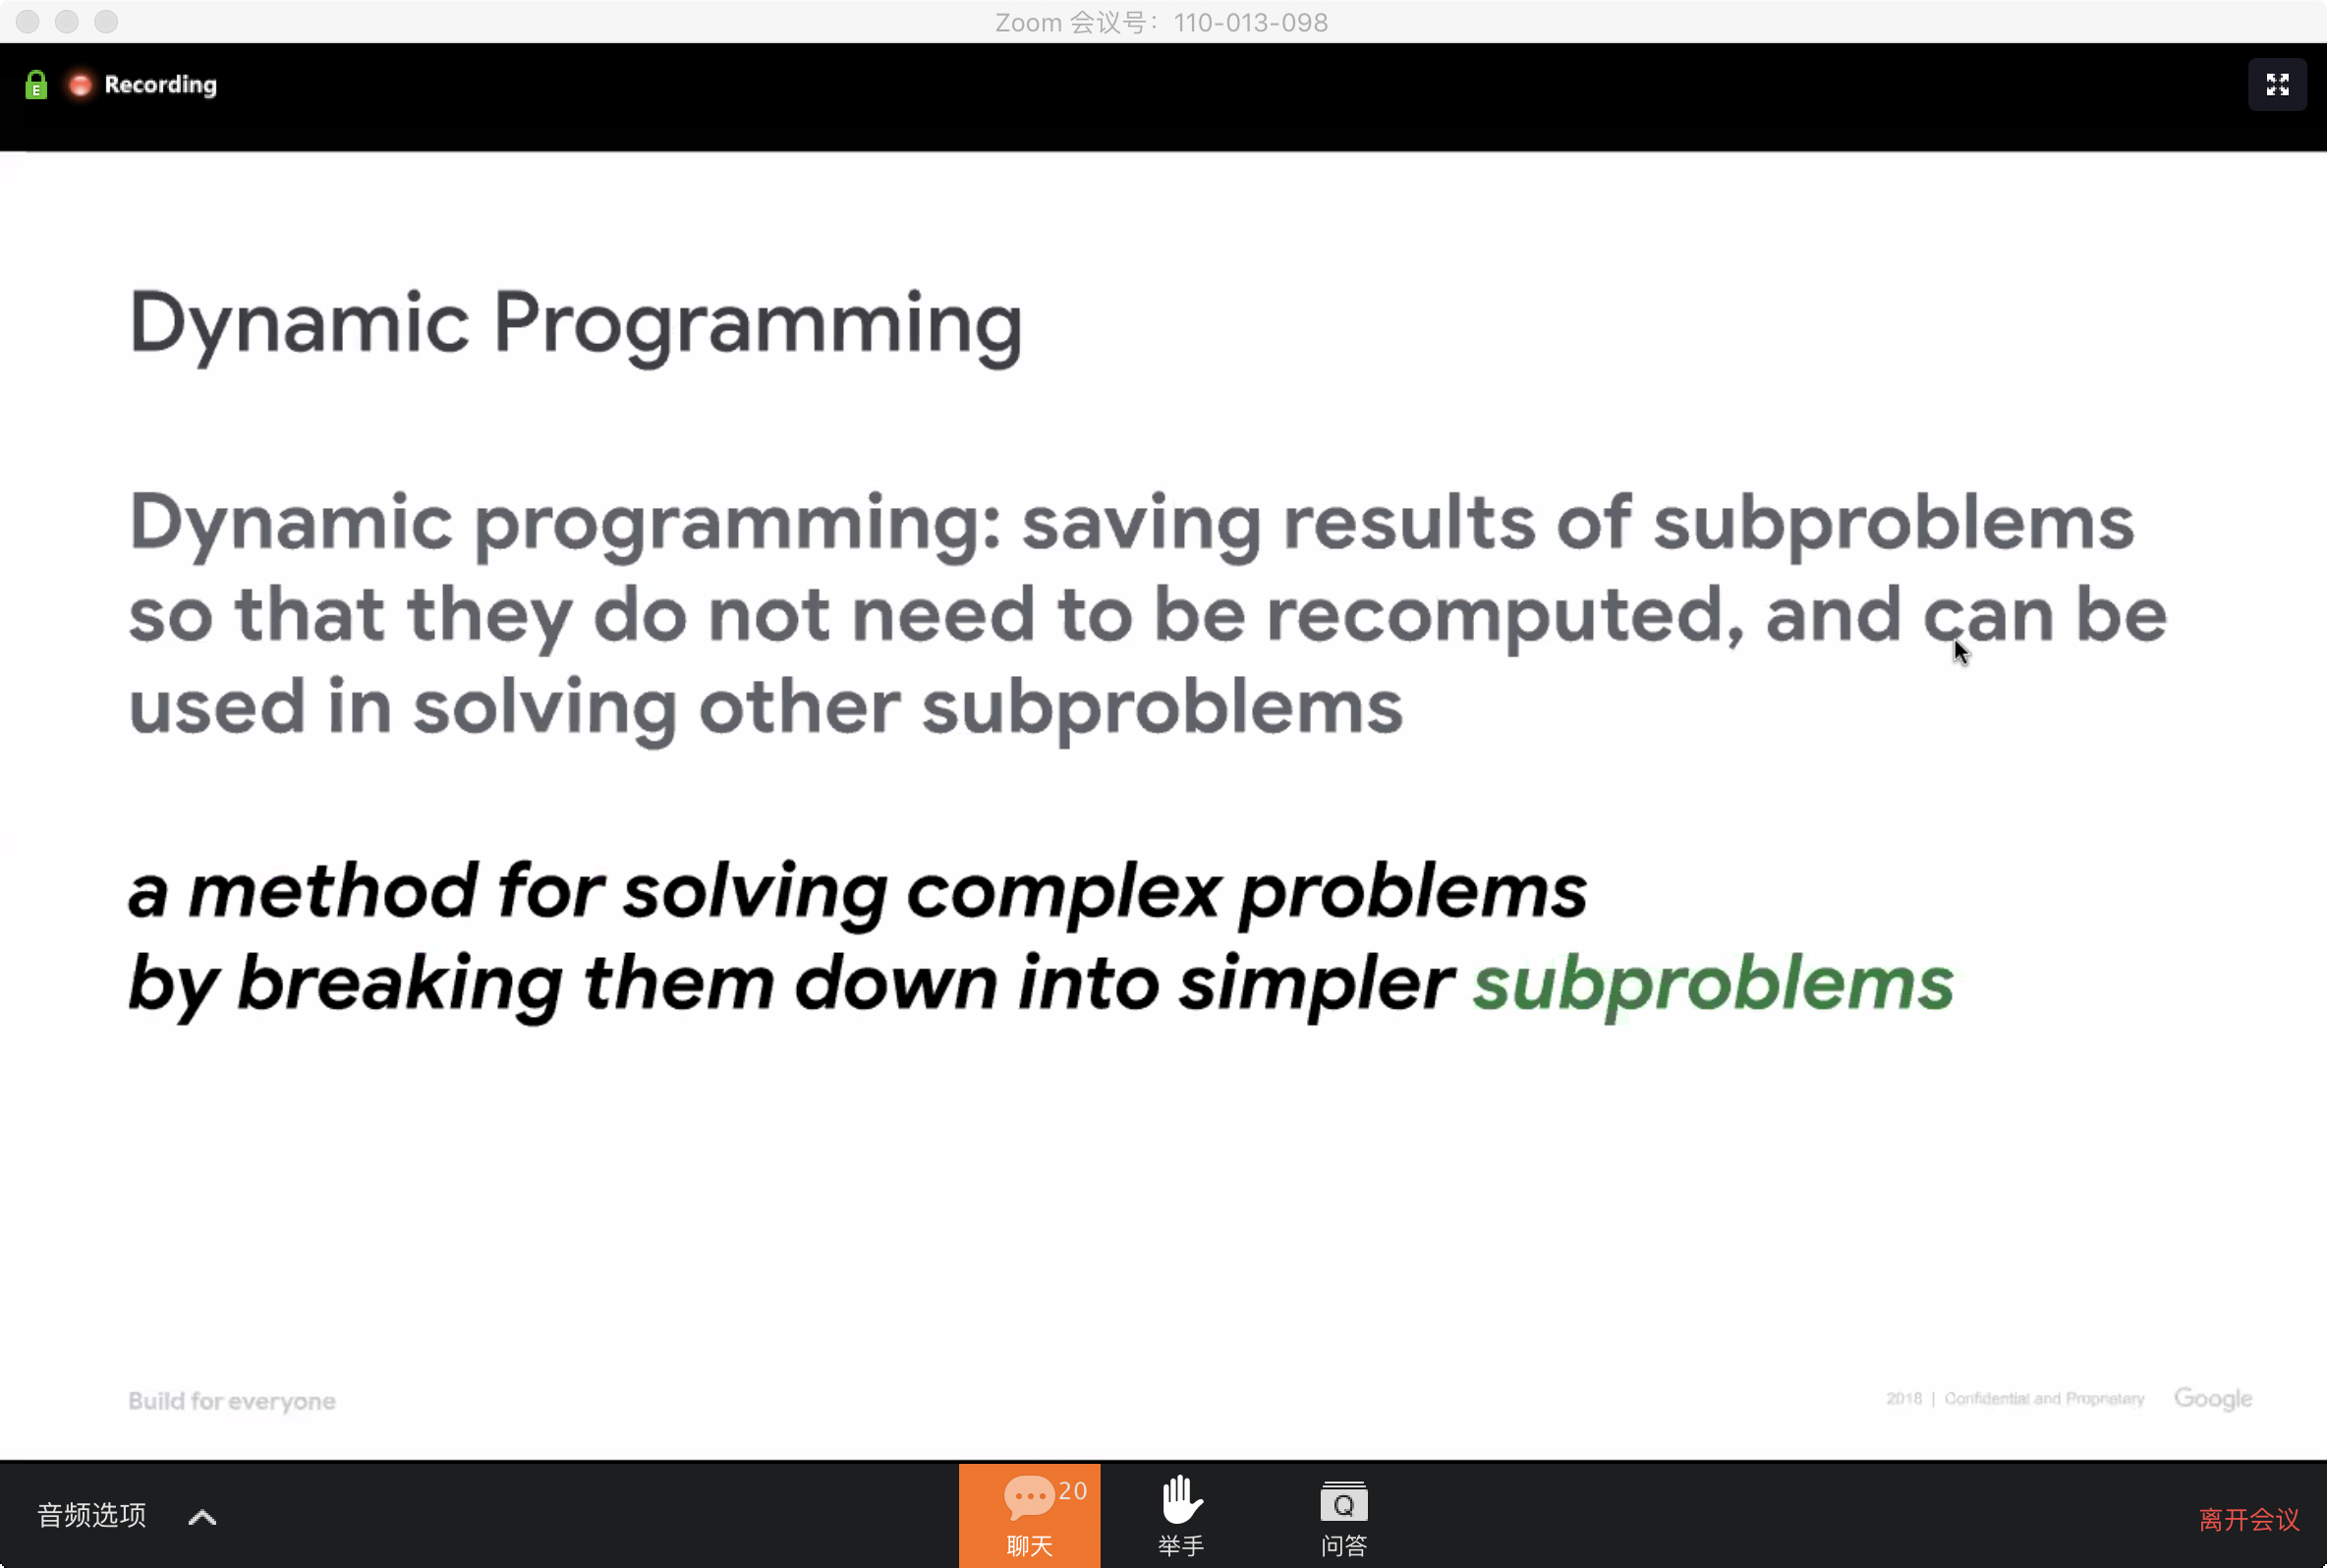 Zoom 会议号：110-013-098
E
Recording
Dynamic Programming
Dynamic programming: saving results of subproblems
so that they do not need to be recomputed, and can be
used in solving other subproblems
a method for solving complex problems
by breaking them down into simpler subproblems
Build for everyone
2018 | Confidential and Proprietary Google
音频选项
20
聊天
举手
Q
问答
离开会议